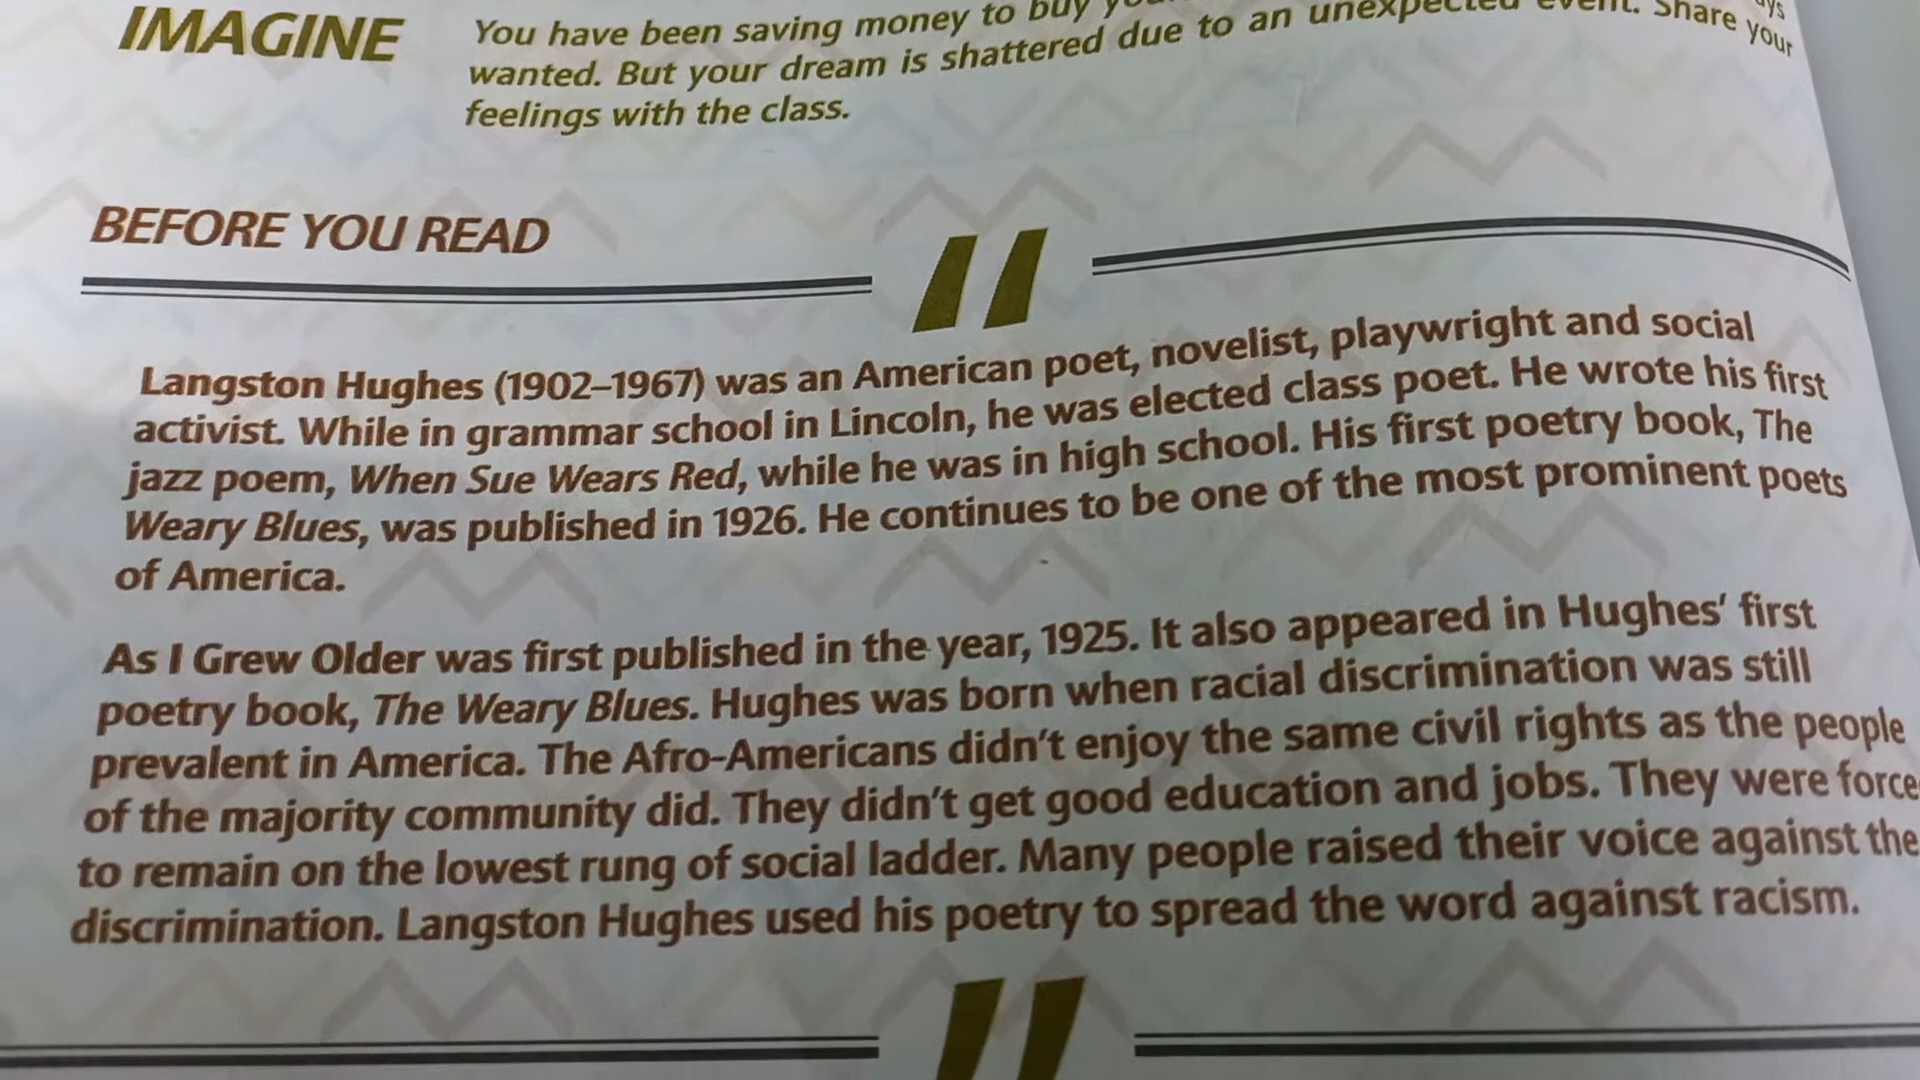 IMAGINE
You have been saving money to buy
ys
wanted. But your dream is shattered due to an unexpected event. Share your
feelings with the class.
BEFORE YOU READ
Langston Hughes (1902–1967) was an American poet, novelist, playwright and social
activist. While in grammar school in Lincoln, he was elected class poet. He wrote his first
jazz poem, When Sue Wears Red, while he was in high school. His first poetry book, The
Weary Blues, was published in 1926. He continues to be one of the most prominent poets
of America.
As I Grew Older was first published in the year, 1925. It also appeared in Hughes' first
poetry book, The Weary Blues. Hughes was born when racial discrimination was still
prevalent in America. The Afro-Americans didn't enjoy the same civil rights as the people
of the majority community did. They didn't get good education and jobs. They were force
to remain on the lowest rung of social ladder. Many people raised their voice against the
discrimination. Langston Hughes used his poetry to spread the word against racism.